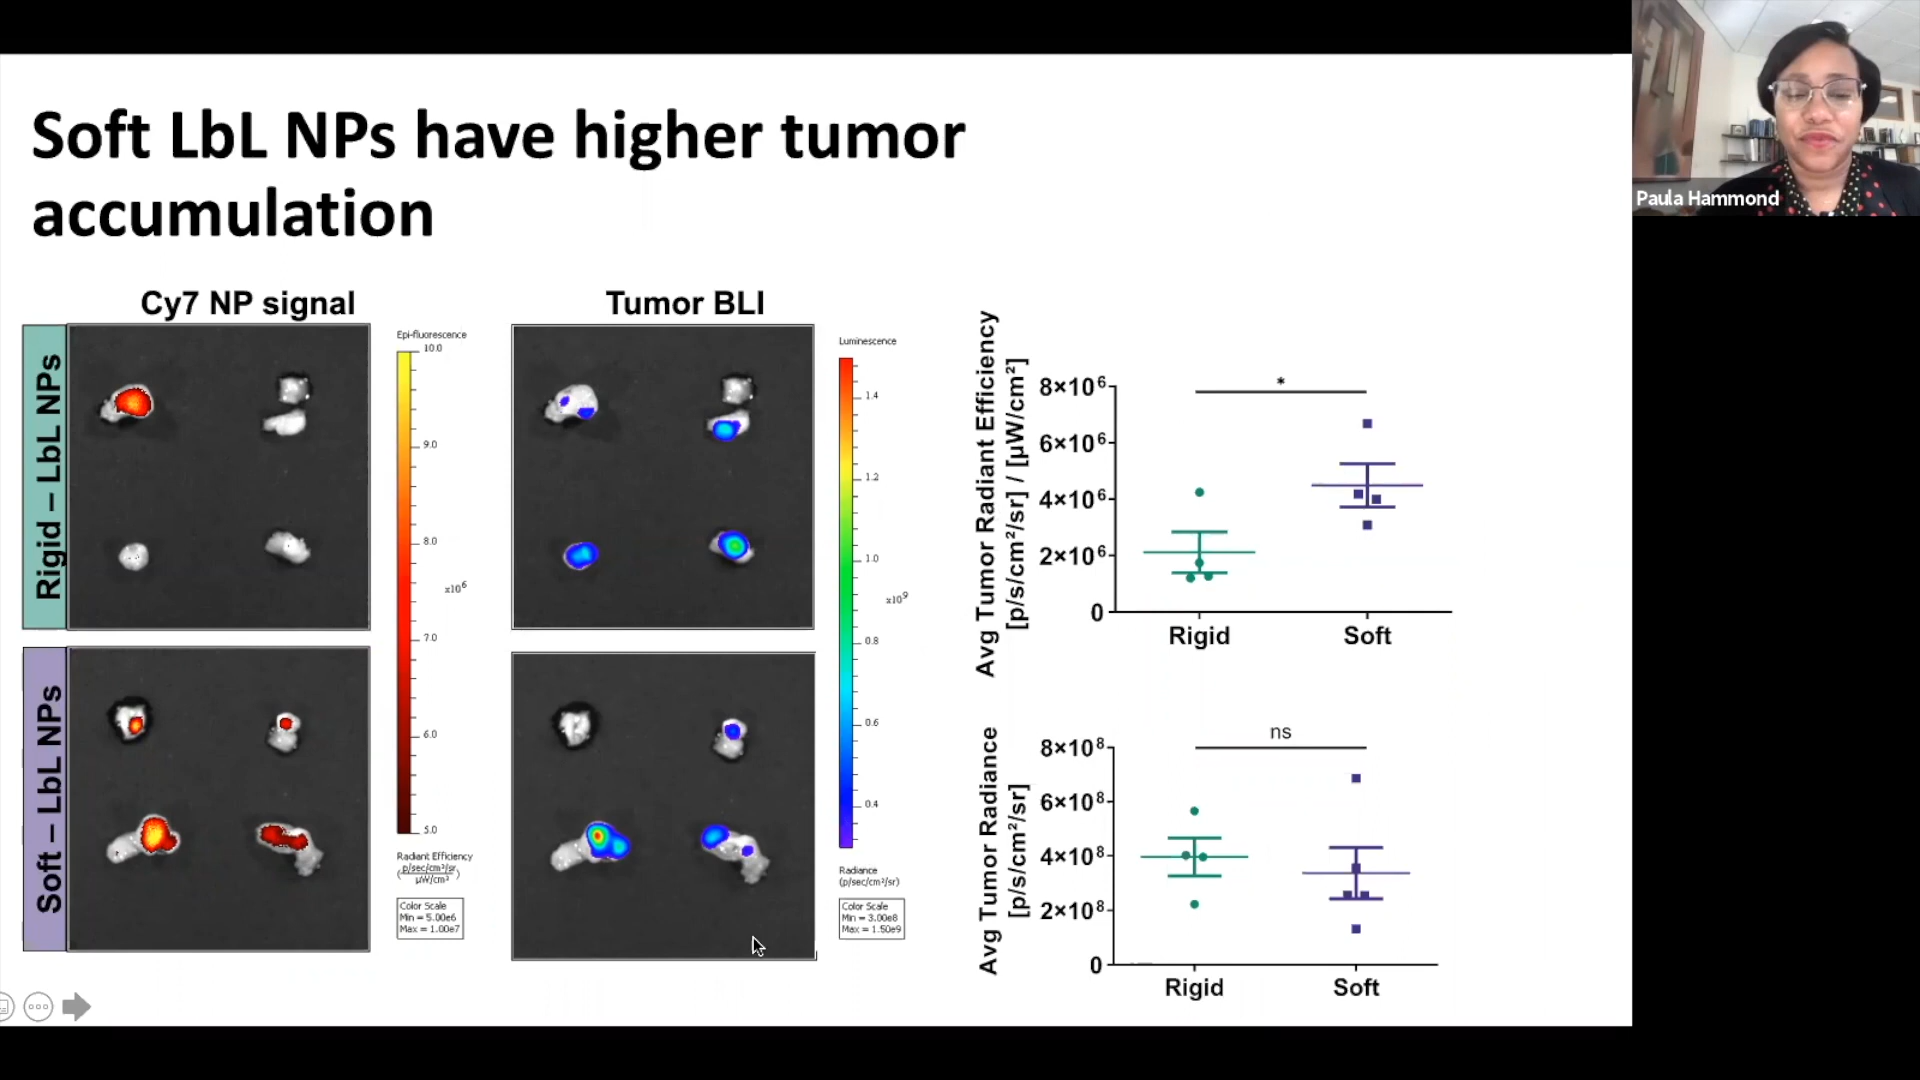 Soft LbL NPs have higher tumor
accumulation
Paula Hammond
Cy7 NP signal
Tumor BLI
Rigid – LbL NPs
Soft – LbL NPs
Epi-fluorescence
10.0
9.0
8.0
x10⁶
7.0
6.0
5.0
Radiant Efficiency
(p/sec/cm²/sr
µW/cm²)
Color Scale
Min = 5.00e6
Max = 1.00e7
Luminescence
1.4
1.2
1.0
x10⁹
0.8
0.6
0.4
Radiance
(p/sec/cm²/sr)
Color Scale
Min = 3.00e8
Max = 1.50e9
Avg Tumor Radiant Efficiency
[p/s/cm²/sr] / [µW/cm²]
8×10⁶
6×10⁶
4×10⁶
2×10⁶
0
*
Rigid Soft
Avg Tumor Radiance
[p/s/cm²/sr]
8×10⁸
6×10⁸
4×10⁸
2×10⁸
0
ns
Rigid Soft